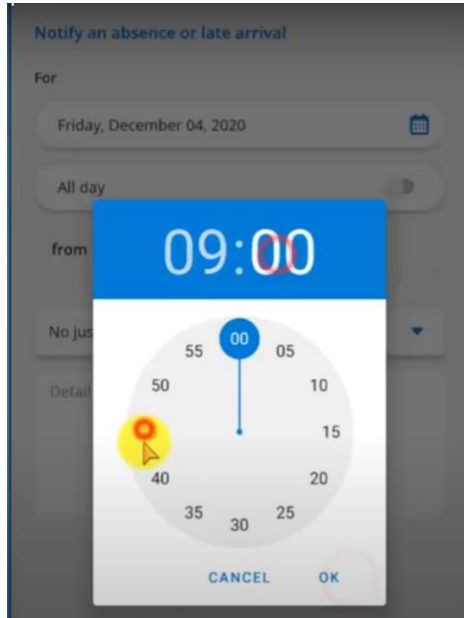 Notify an absence or late arrival
For
Friday, December 04, 2020
All day
from
09:00
No jus
Detail
00
55 05
50 10
15
40 20
35 25
30
CANCEL OK